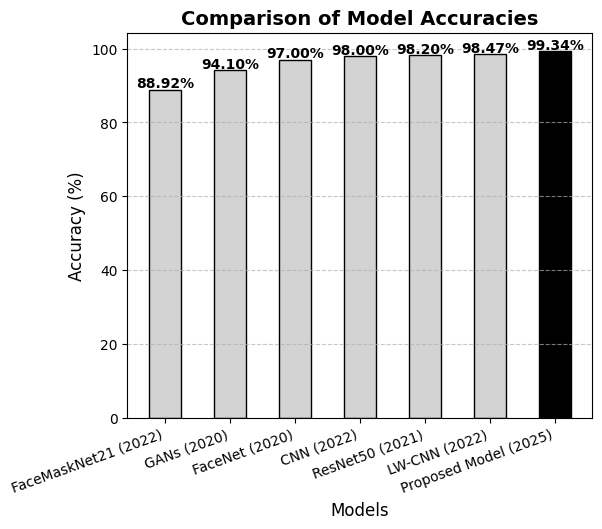 Comparison of Model Accuracies
88.92%
94.10%
97.00%
98.00%
98.20%
98.47%
99.34%
100
80
60
40
20
0
Accuracy (%)
FaceMaskNet21 (2022)
GANs (2020)
FaceNet (2020)
CNN (2022)
ResNet50 (2021)
LW-CNN (2022)
Proposed Model (2025)
Models